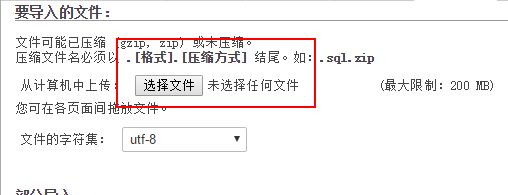 要导入的文件：
文件可能已压缩 (gzip, zip) 或未压缩。
压缩文件名必须以 .[格式].[压缩方式] 结尾。如：.sql.zip
从计算机中上传： 选择文件 未选择任何文件 (最大限制：200 MB)
您可在各页面间拖放文件。
文件的字符集： utf-8